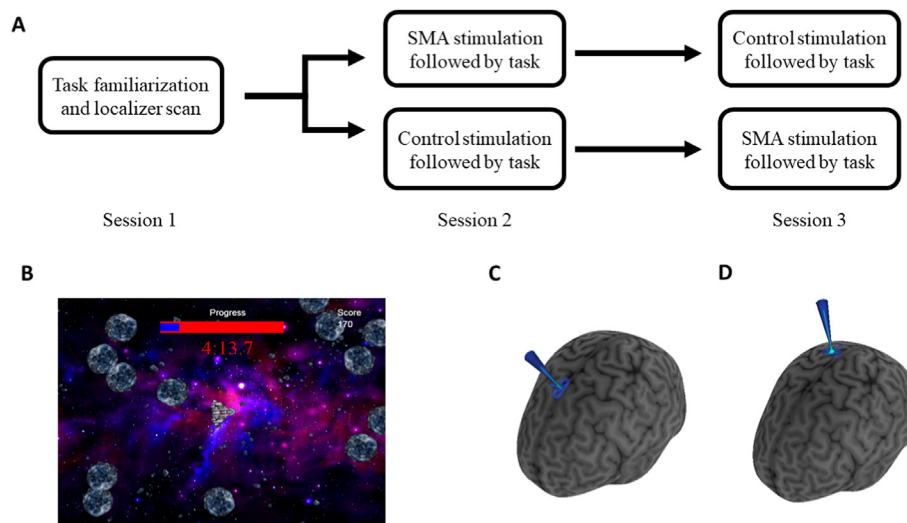 A
Task familiarization
and localizer scan
SMA stimulation
followed by task
Control stimulation
followed by task
Control stimulation
followed by task
SMA stimulation
followed by task
Session 1
Session 2
Session 3
B
C
D
Progress
Score
170
4:13.7